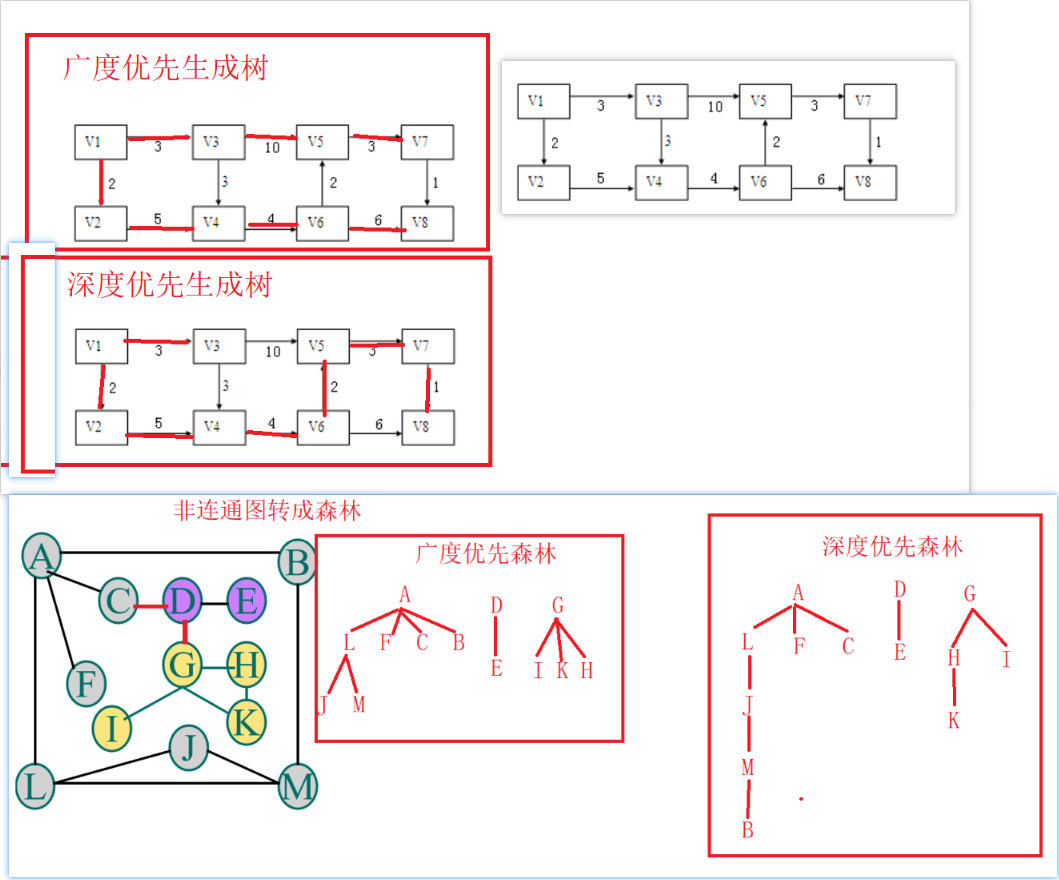 广度优先生成树
V1 3 V3 10 V5 3 V7
2 3 2 1
V2 5 V4 4 V6 6 V8
V1 3 V3 10 V5 3 V7
2 3 2 1
V2 5 V4 4 V6 6 V8
深度优先生成树
V1 3 V3 10 V5 3 V7
2 3 2 1
V2 5 V4 4 V6 6 V8
非连通图转成森林
A B
C D E
F G H
I K
J
L M
广度优先森林
A D G
L F C B E I K H
J M
深度优先森林
A D G
L F C E H I
J K
M
B